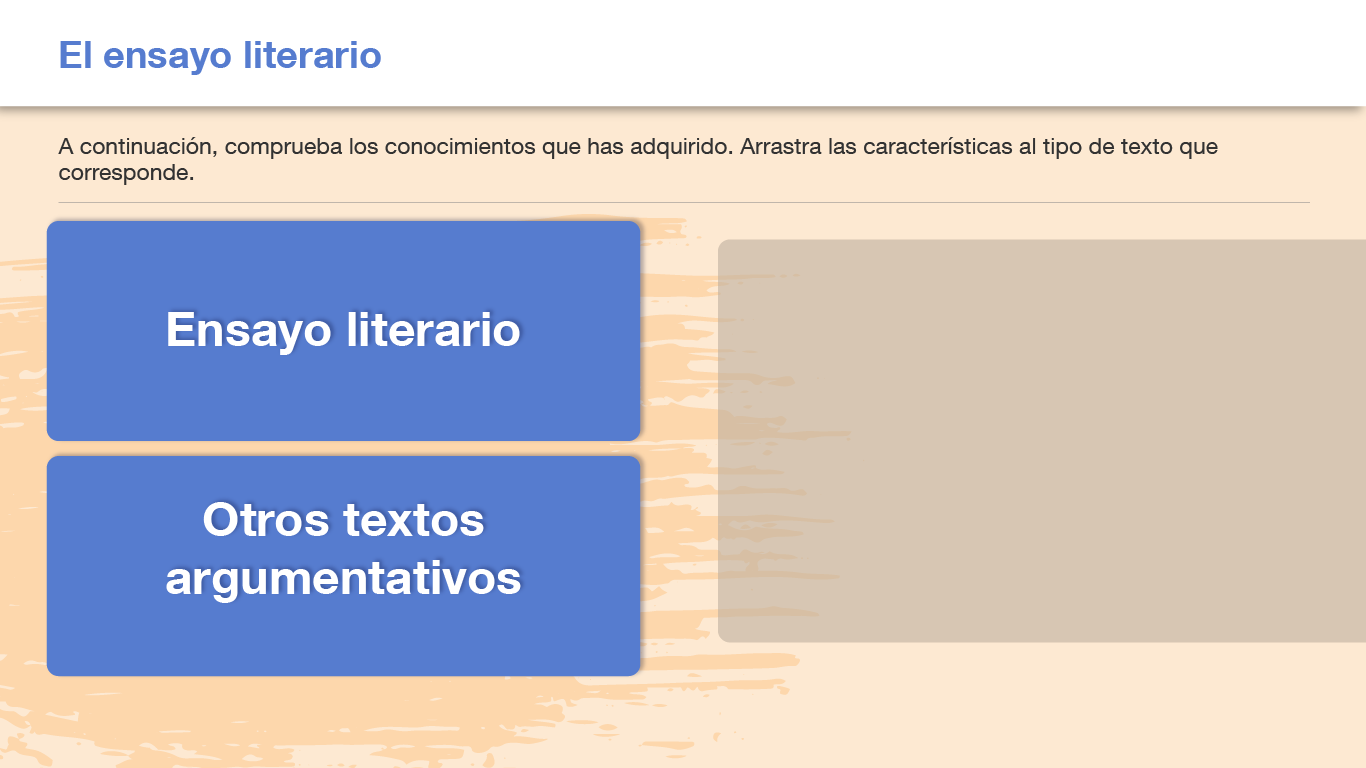 El ensayo literario
A continuación, comprueba los conocimientos que has adquirido. Arrastra las características al tipo de texto que
corresponde.
Ensayo literario
Otros textos
argumentativos